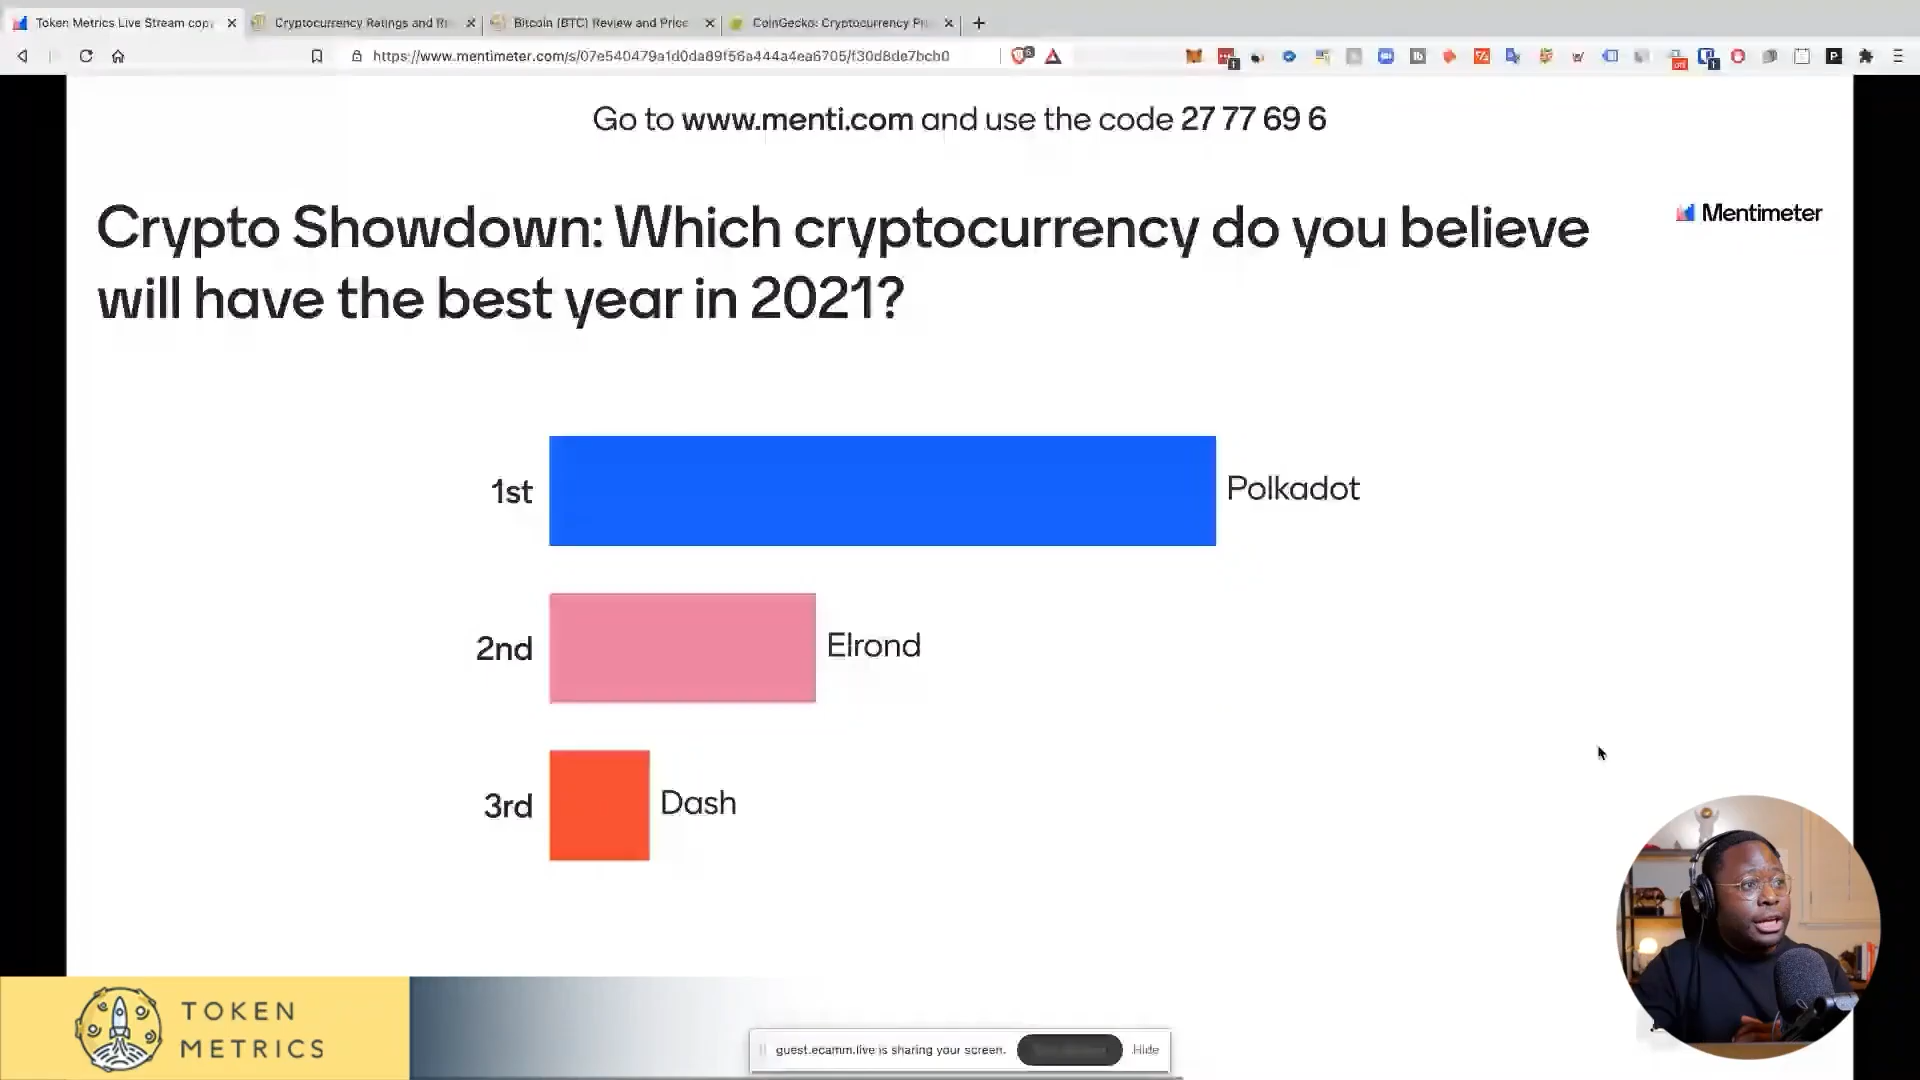 Token Metrics Live Stream copy
Cryptocurrency Ratings and Re
Bitcoin (BTC) Review and Price
CoinGecko: Cryptocurrency Pri
https://www.mentimeter.com/s/07e540479a1d0da89f56a444a4ea6705/f30d8de7bcb0
Go to www.menti.com and use the code 27 77 69 6
Crypto Showdown: Which cryptocurrency do you believe
will have the best year in 2021?
Mentimeter
1st
Polkadot
2nd
Elrond
3rd
Dash
TOKEN
METRICS
guest.ecamm.live is sharing your screen.
Hide